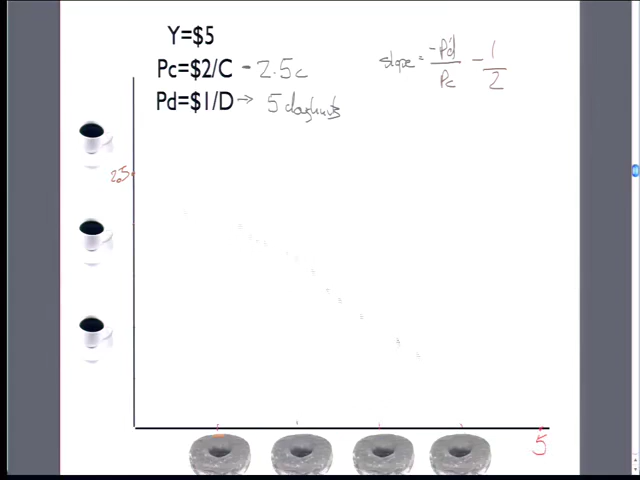 Y=$5
Pc=$2/C - 2.5c
Pd=$1/D → 5 doughnuts
slope = -Pd/Pc -1/2
2.5
5